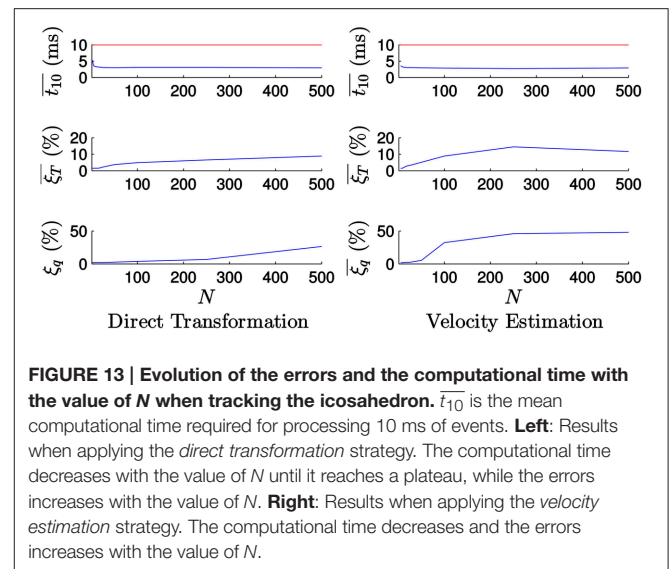 t10 (ms)
10
5
0
100 200 300 400 500
ξT (%)
20
10
0
100 200 300 400 500
ξq (%)
50
0
100 200 300 400 500
N
Direct Transformation
t10 (ms)
10
5
0
100 200 300 400 500
ξT (%)
20
10
0
100 200 300 400 500
ξq (%)
50
0
100 200 300 400 500
N
Velocity Estimation
FIGURE 13 | Evolution of the errors and the computational time with
the value of N when tracking the icosahedron. t10 is the mean
computational time required for processing 10 ms of events. Left: Results
when applying the direct transformation strategy. The computational time
decreases with the value of N until it reaches a plateau, while the errors
increases with the value of N. Right: Results when applying the velocity
estimation strategy. The computational time decreases and the errors
increases with the value of N.